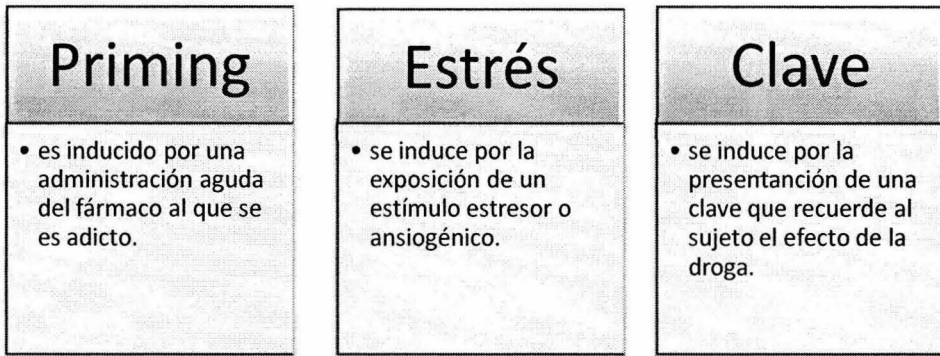 Priming
• es inducido por una
administración aguda
del fármaco al que se
es adicto.
Estrés
• se induce por la
exposición de un
estímulo estresor o
ansiogénico.
Clave
• se induce por la
presentanción de una
clave que recuerde al
sujeto el efecto de la
droga.